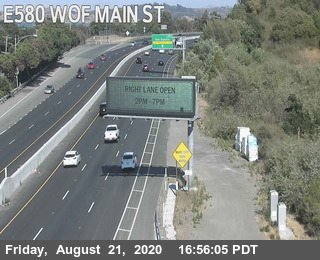 E580 WOF MAIN ST
RIGHT LANE OPEN
2PM-7PM
Friday, August 21, 2020 16:56:05 PDT